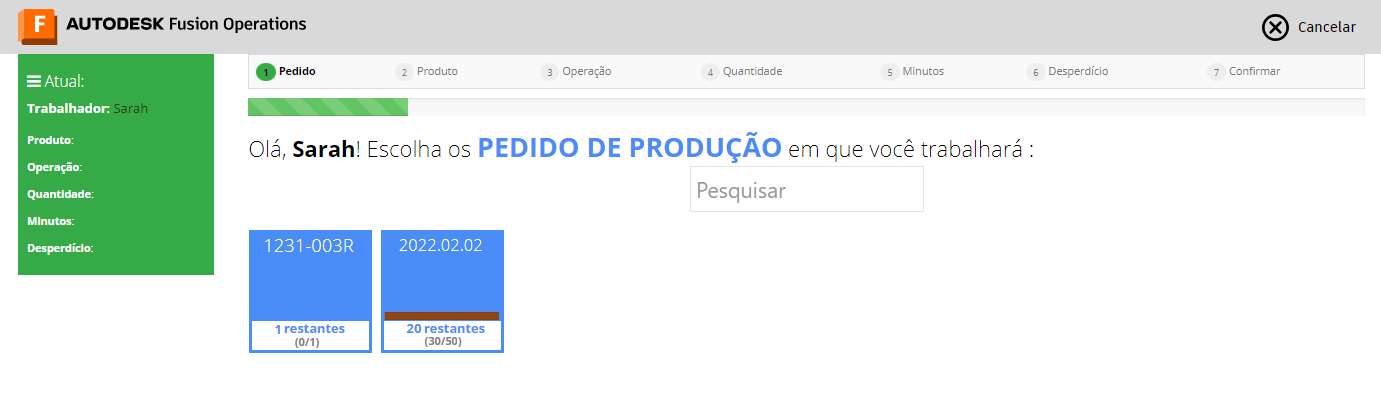 F AUTODESK Fusion Operations
Cancelar
Atual:
Trabalhador: Sarah
Produto:
Operação:
Quantidade:
Minutos:
Desperdício:
1 Pedido 2 Produto 3 Operação 4 Quantidade 5 Minutos 6 Desperdício 7 Confirmar
Olá, Sarah! Escolha os PEDIDO DE PRODUÇÃO em que você trabalhará :
Pesquisar
1231-003R
1 restantes
(0/1)
2022.02.02
20 restantes
(30/50)